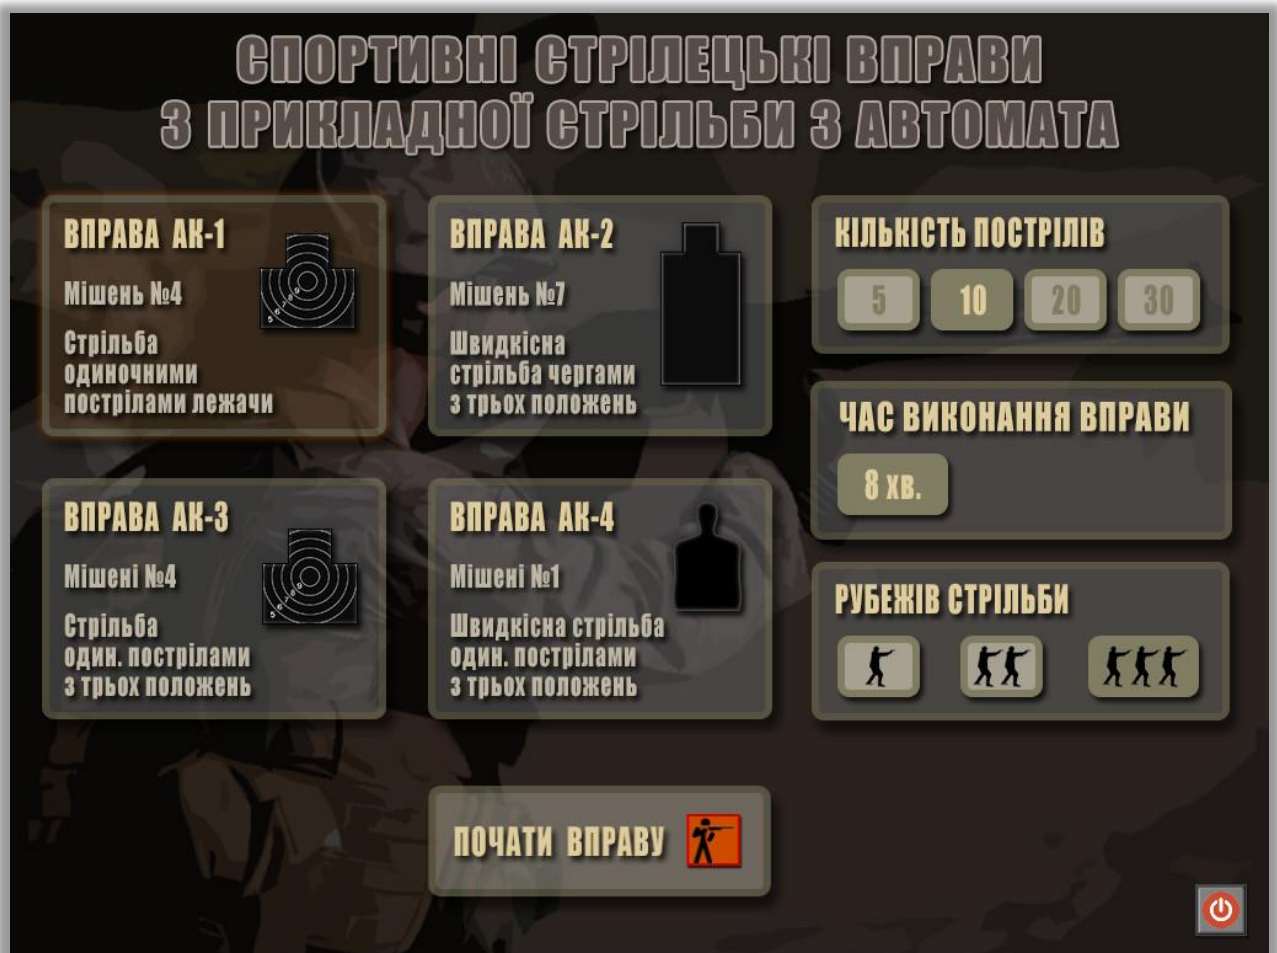 СПОРТИВНІ СТРІЛЕЦЬКІ ВПРАВИ
З ПРИКЛАДНОЇ СТРІЛЬБИ З АВТОМАТА
ВПРАВА АК-1
Мішень №4
Стрільба
одиночними
пострілами лежачи
ВПРАВА АК-2
Мішень №7
Швидкісна
стрільба чергами
з трьох положень
ВПРАВА АК-3
Мішені №4
Стрільба
один. пострілами
з трьох положень
ВПРАВА АК-4
Мішені №1
Швидкісна стрільба
один. пострілами
з трьох положень
КІЛЬКІСТЬ ПОСТРІЛІВ
5 10 20 30
ЧАС ВИКОНАННЯ ВПРАВИ
8 хв.
РУБЕЖІВ СТРІЛЬБИ
ПОЧАТИ ВПРАВУ